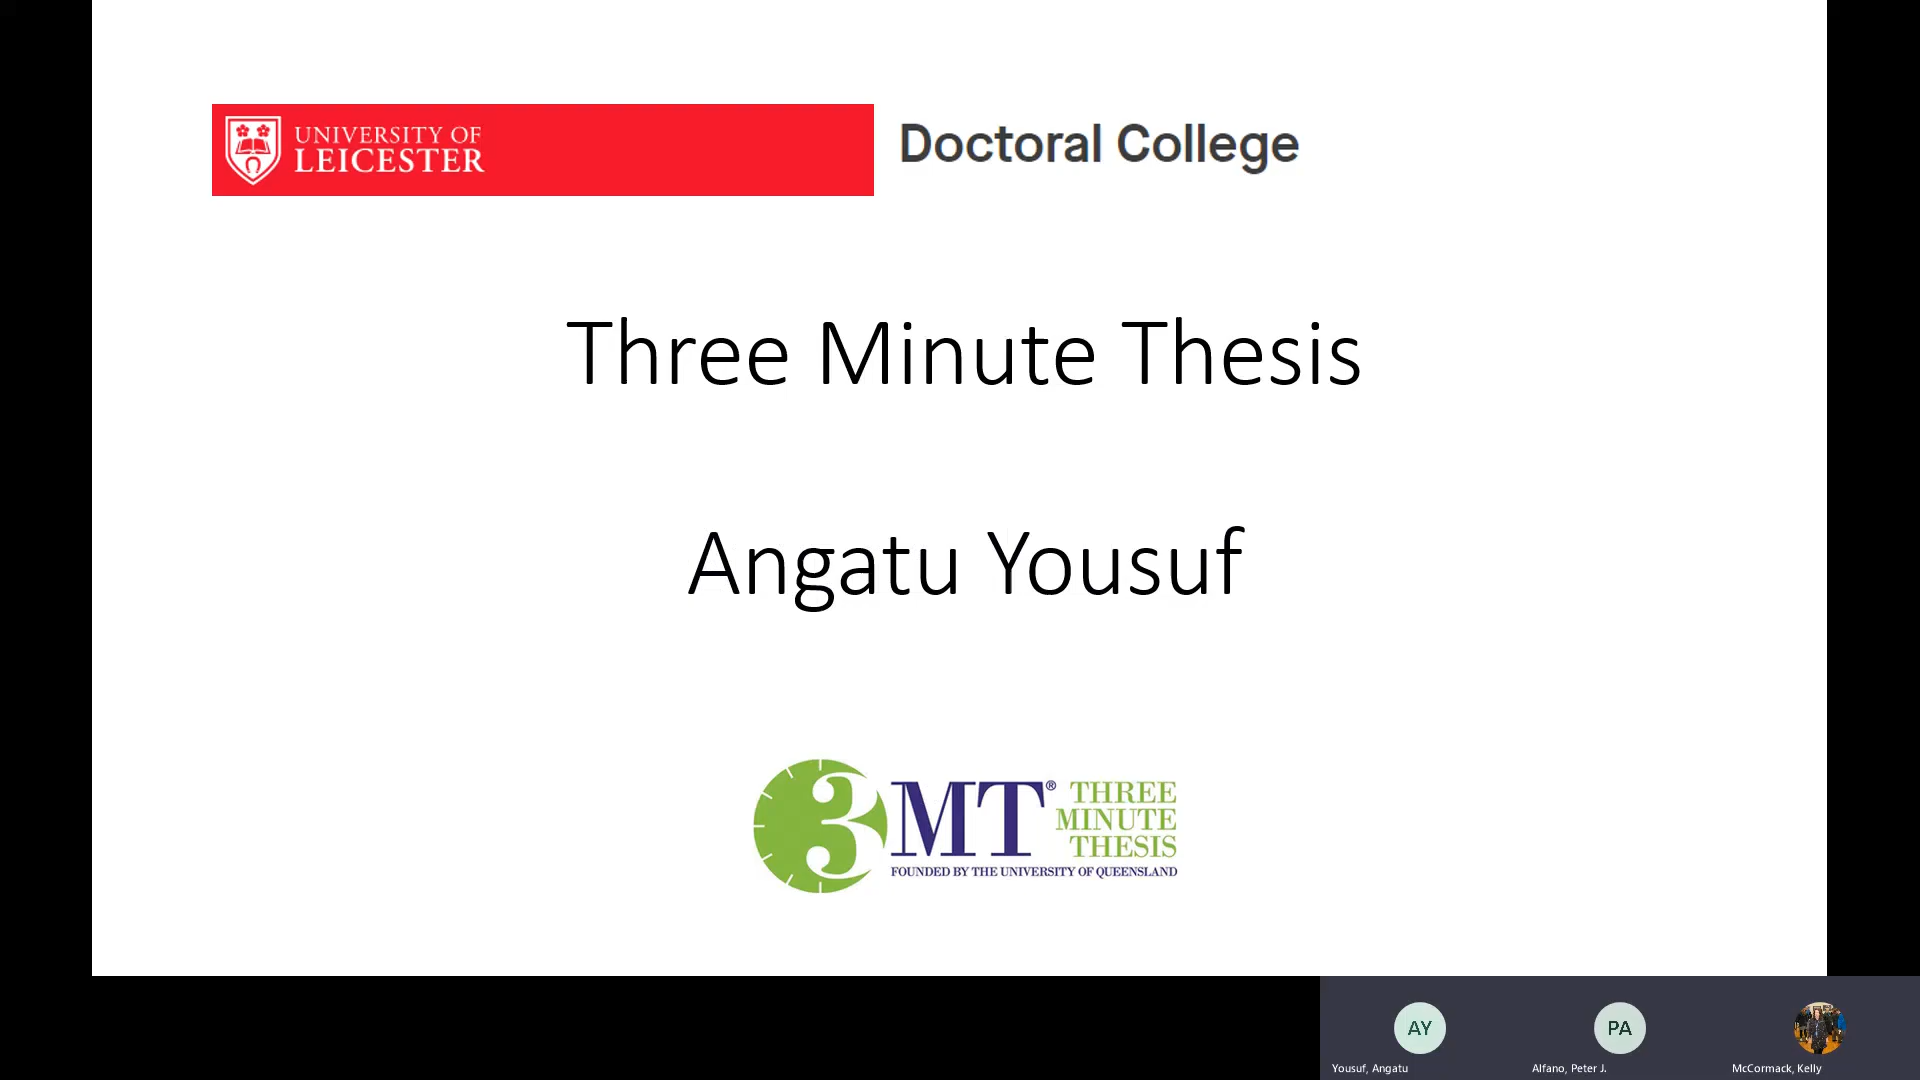 UNIVERSITY OF
LEICESTER
Doctoral College
Three Minute Thesis
Angatu Yousuf
3MT® THREE
MINUTE
THESIS
FOUNDED BY THE UNIVERSITY OF QUEENSLAND
AY
PA
Yousuf, Angatu
Alfano, Peter J.
McCormack, Kelly